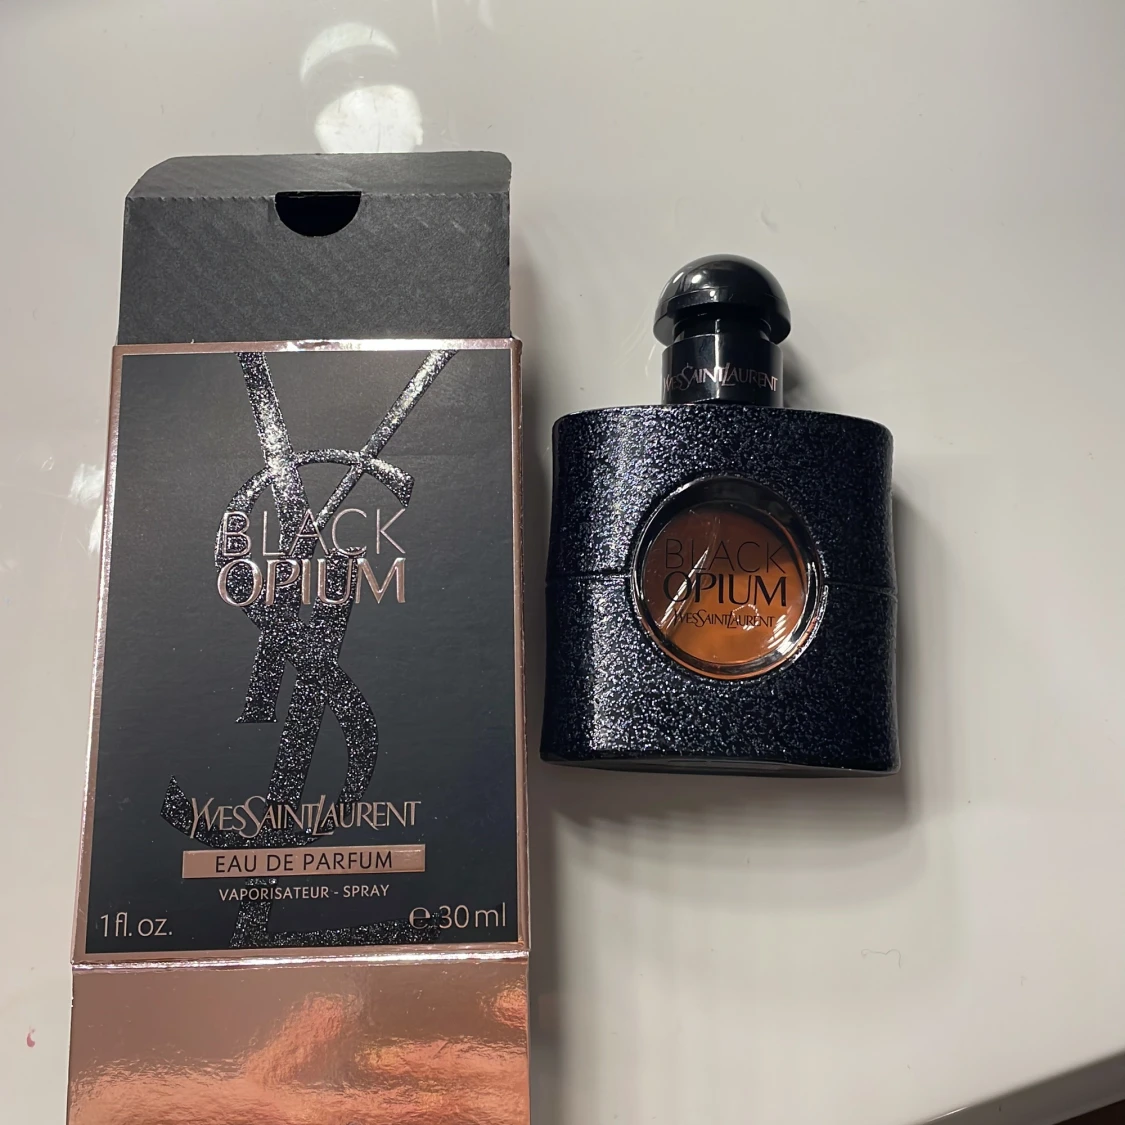 BLACK
OPIUM
YVESSAINTLAURENT
EAU DE PARFUM
VAPORISATEUR - SPRAY
1 fl. oz.
e 30 ml
YVESSAINTLAURENT
BLACK
OPIUM
YVESSAINTLAURENT